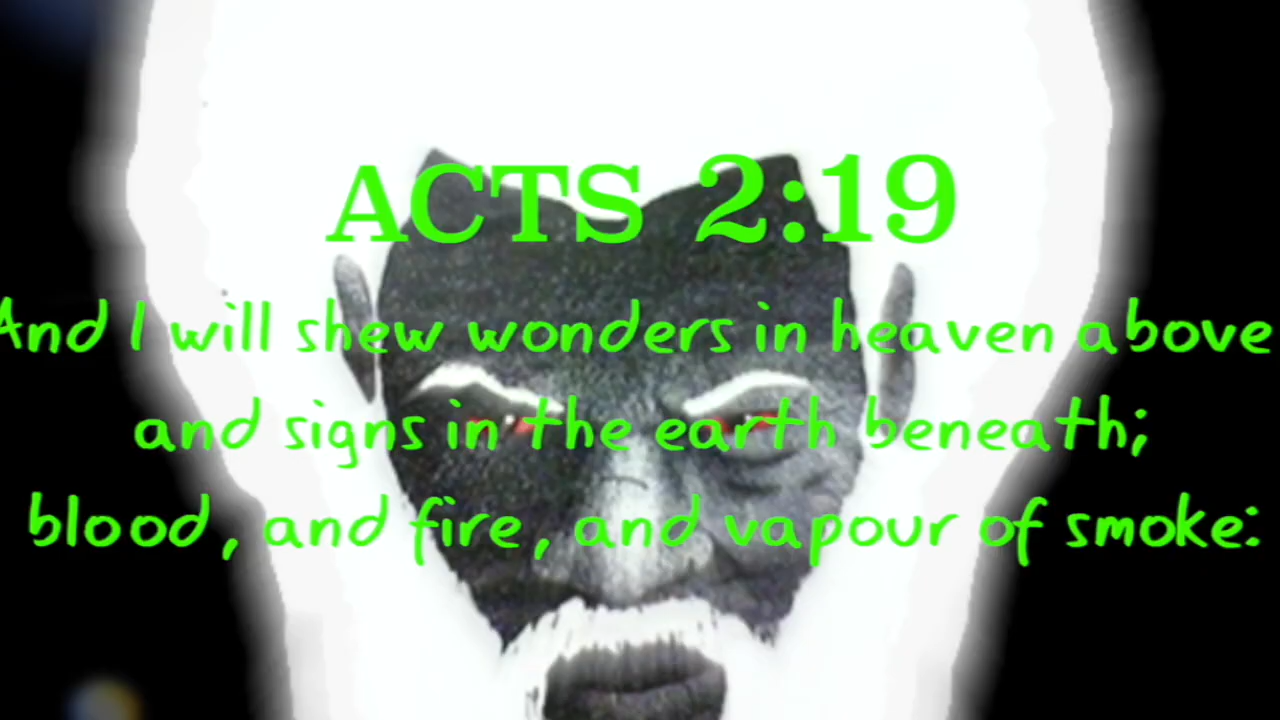 ACTS 2:19
And I will shew wonders in heaven above
and signs in the earth beneath;
blood, and fire, and vapour of smoke: